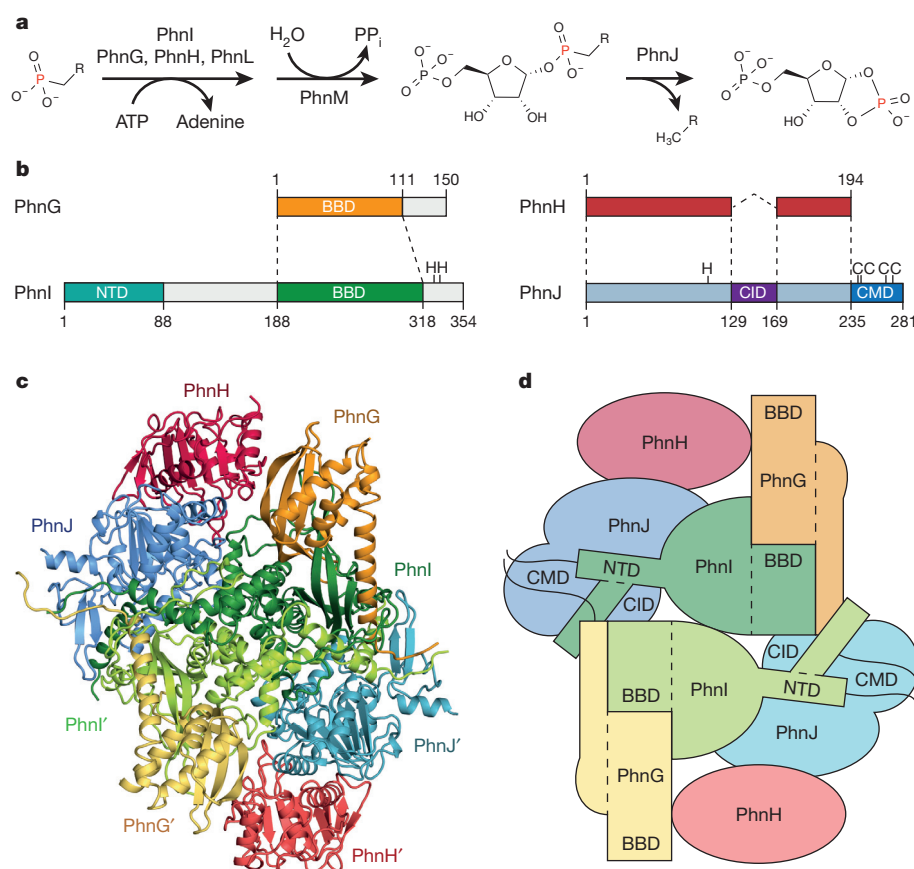 a
PhnI
PhnG, PhnH, PhnL
ATP
Adenine
H2O
PPi
PhnM
PhnJ
H3C R
O O− P O− R
O− P O O− O O O P O O− R HO OH
O− P O O− O O O P O O− O HO
b
PhnG
1 111 150
BBD
PhnI
HH
NTD BBD
1 88 188 318 354
PhnH
1 194
PhnJ
H CC CC
CID CMD
1 129 169 235 281
c
PhnH
PhnG
PhnJ
PhnI
PhnI′
PhnJ′
PhnG′
PhnH′
d
BBD
PhnH
PhnG
PhnJ
NTD PhnI BBD
CMD
CID
CID
BBD PhnI CMD
NTD
PhnJ
PhnG
PhnH
BBD